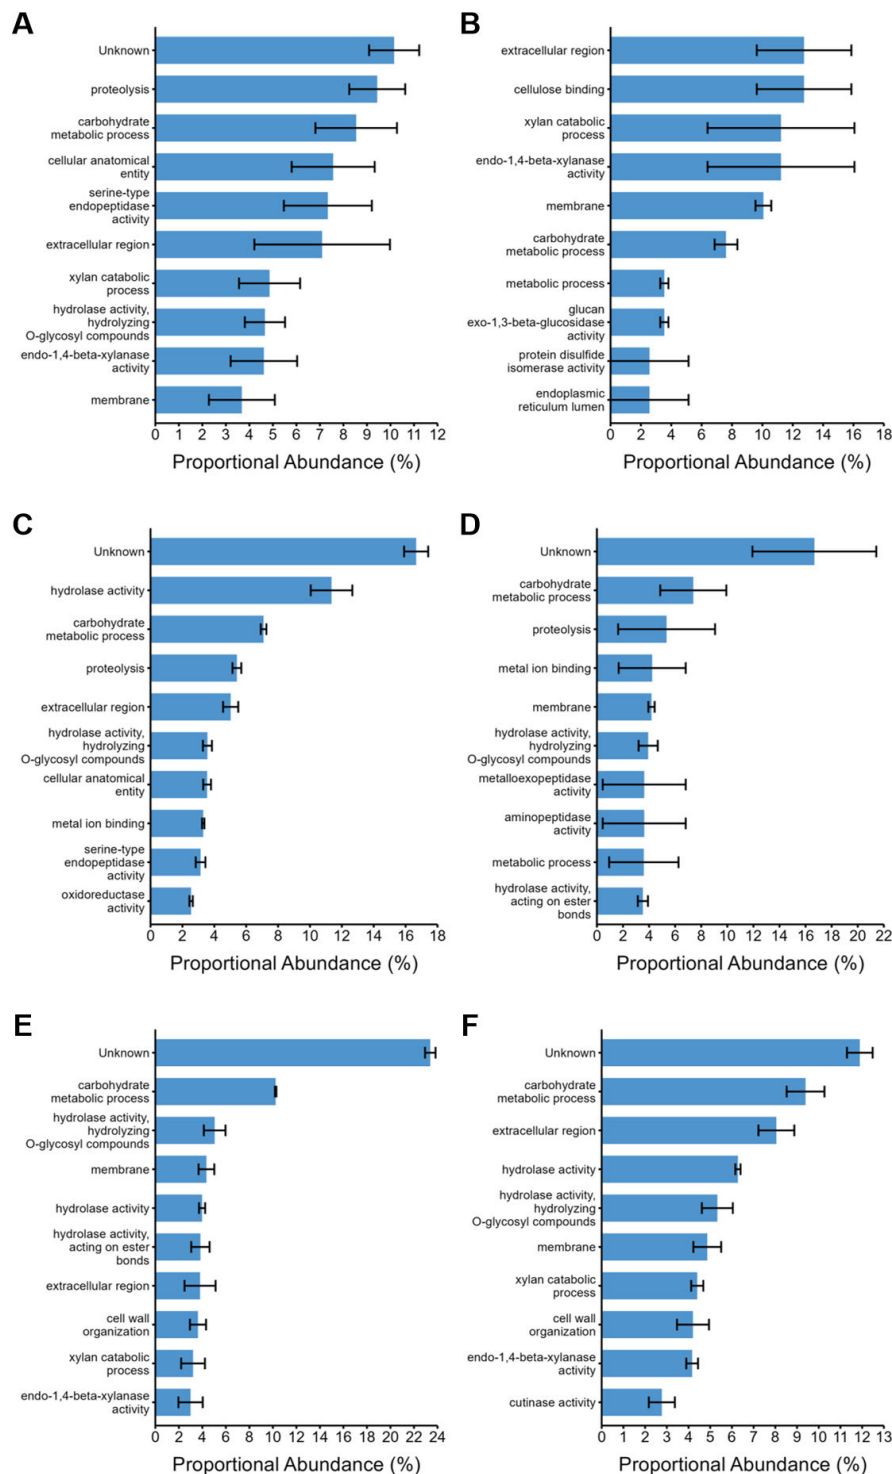 A
Unknown
proteolysis
carbohydrate
metabolic process
cellular anatomical
entity
serine-type
endopeptidase
activity
extracellular region
xylan catabolic
process
hydrolase activity,
hydrolyzing
O-glycosyl compounds
endo-1,4-beta-xylanase
activity
membrane
0 1 2 3 4 5 6 7 8 9 10 11 12
Proportional Abundance (%)
B
extracellular region
cellulose binding
xylan catabolic
process
endo-1,4-beta-xylanase
activity
membrane
carbohydrate
metabolic process
metabolic process
glucan
exo-1,3-beta-glucosidase
activity
protein disulfide
isomerase activity
endoplasmic
reticulum lumen
0 2 4 6 8 10 12 14 16 18
Proportional Abundance (%)
C
Unknown
hydrolase activity
carbohydrate
metabolic process
proteolysis
extracellular region
hydrolase activity,
hydrolyzing
O-glycosyl compounds
cellular anatomical
entity
metal ion binding
serine-type
endopeptidase
activity
oxidoreductase
activity
0 2 4 6 8 10 12 14 16 18
Proportional Abundance (%)
D
Unknown
carbohydrate
metabolic process
proteolysis
metal ion binding
membrane
hydrolase activity,
hydrolyzing
O-glycosyl compounds
metalloexopeptidase
activity
aminopeptidase
activity
metabolic process
hydrolase activity,
acting on ester
bonds
0 2 4 6 8 10 12 14 16 18 20 22
Proportional Abundance (%)
E
Unknown
carbohydrate
metabolic process
hydrolase activity,
hydrolyzing
O-glycosyl compounds
membrane
hydrolase activity
hydrolase activity,
acting on ester
bonds
extracellular region
cell wall
organization
xylan catabolic
process
endo-1,4-beta-xylanase
activity
0 2 4 6 8 10 12 14 16 18 20 22 24
Proportional Abundance (%)
F
Unknown
carbohydrate
metabolic process
extracellular region
hydrolase activity
hydrolase activity,
hydrolyzing
O-glycosyl compounds
membrane
xylan catabolic
process
cell wall
organization
endo-1,4-beta-xylanase
activity
cutinase activity
0 1 2 3 4 5 6 7 8 9 10 11 12 13
Proportional Abundance (%)